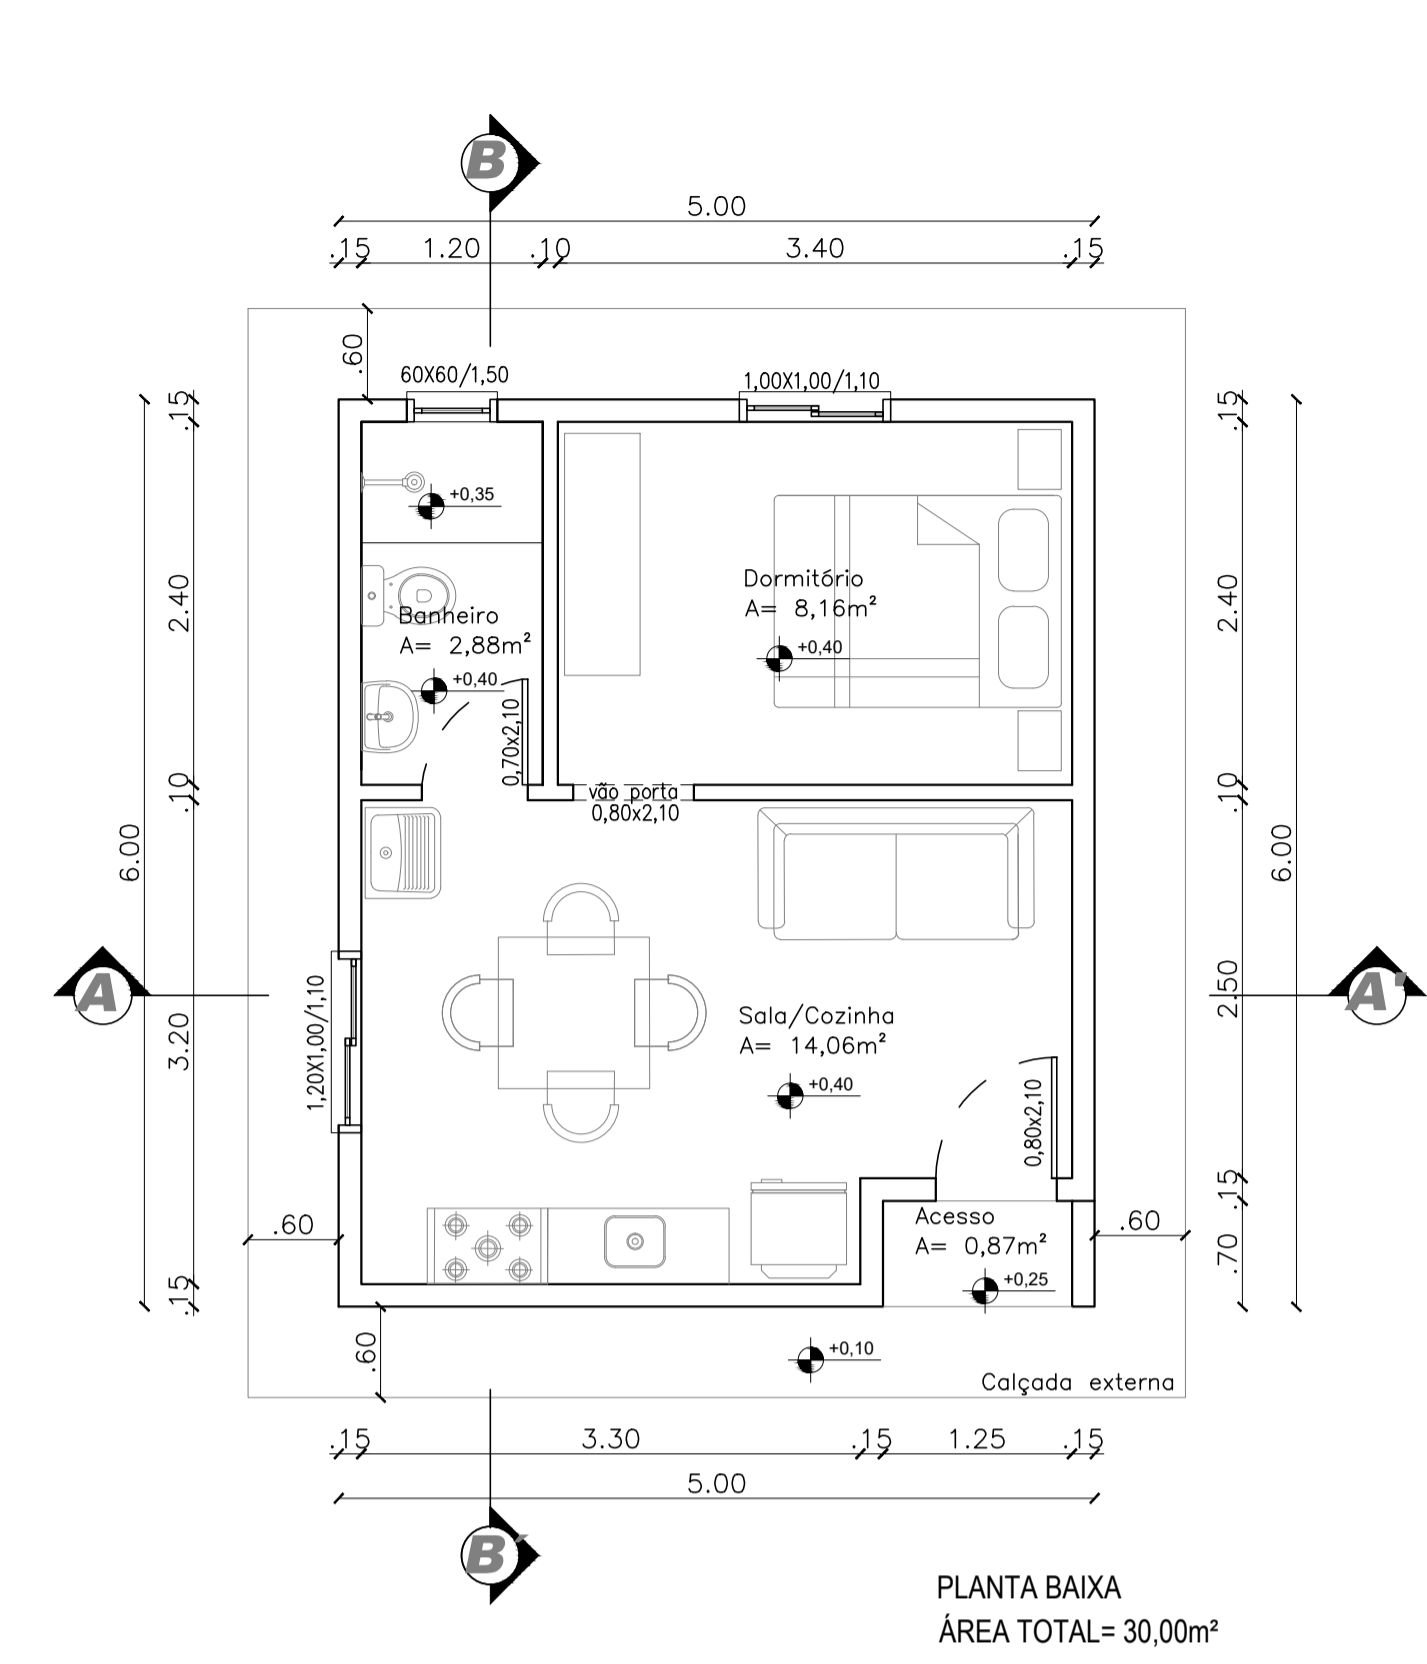 B
5.00
.15 1.20 .10 3.40 .15
.60
60X60/1,50
1,00X1,00/1,10
.15
.15
+0,35
2.40
2.40
Dormitório
A= 8,16m²
+0,40
Banheiro
A= 2,88m²
+0,40
0,70x2,10
vão porta
0,80x2,10
.10
.10
6.00
6.00
A
A'
1,20X1,00/1,10
3.20
2.50
Sala/Cozinha
A= 14,06m²
+0,40
0,80x2,10
.15
.60
.60
Acesso
A= 0,87m²
+0,25
.70
.15
.60
+0,10
Calçada externa
.15 3.30 .15 1.25 .15
5.00
B'
PLANTA BAIXA
ÁREA TOTAL= 30,00m²